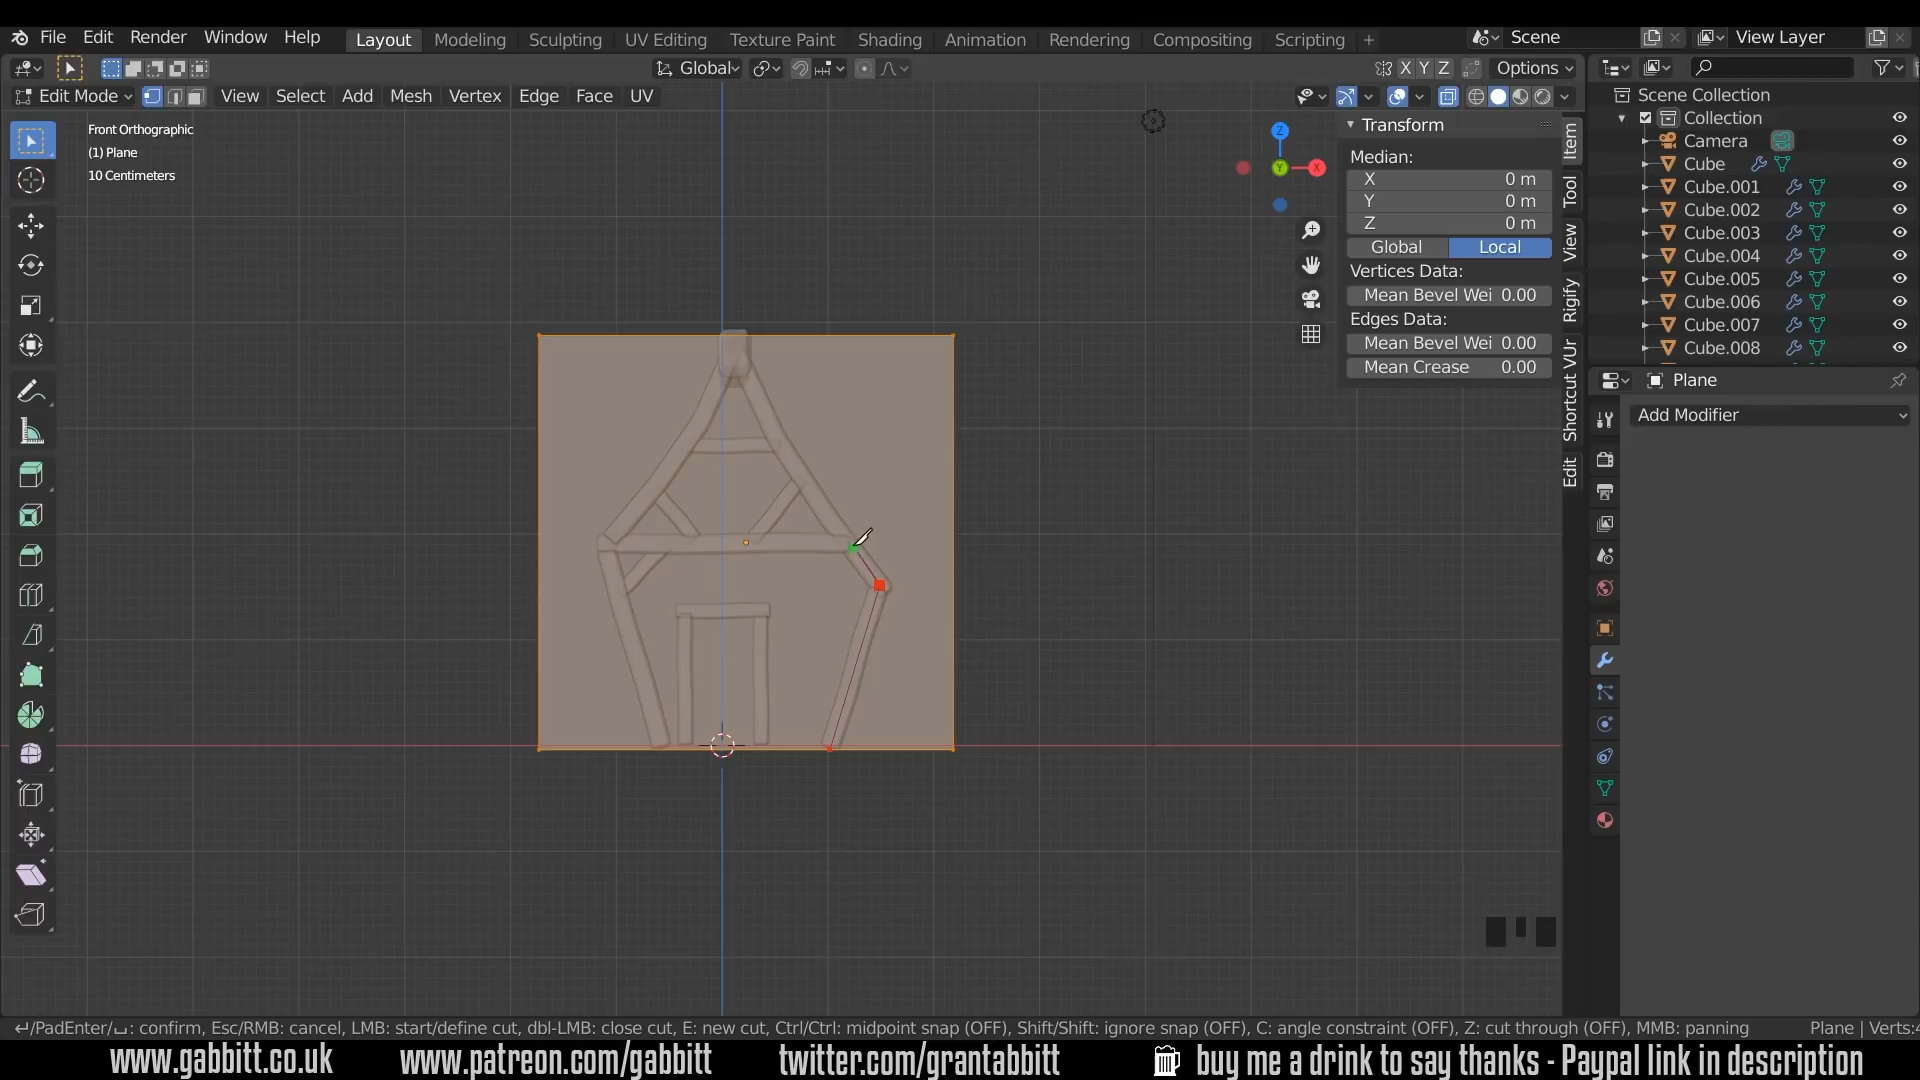 File Edit Render Window Help Layout Modeling Sculpting UV Editing Texture Paint Shading Animation Rendering Compositing Scripting + Scene View Layer
Global X Y Z Options
Edit Mode View Select Add Mesh Vertex Edge Face UV
Front Orthographic
(1) Plane
10 Centimeters
Z
X
Y
Transform
Median:
X 0 m
Y 0 m
Z 0 m
Global Local
Vertices Data:
Mean Bevel Wei 0.00
Edges Data:
Mean Bevel Wei 0.00
Mean Crease 0.00
Item
Tool
View
Rigify
Shortcut VUr
Edit
Scene Collection
Collection
Camera
Cube
Cube.001
Cube.002
Cube.003
Cube.004
Cube.005
Cube.006
Cube.007
Cube.008
Plane
Add Modifier
↵/PadEnter/⎵: confirm, Esc/RMB: cancel, LMB: start/define cut, dbl-LMB: close cut, E: new cut, Ctrl/Ctrl: midpoint snap (OFF), Shift/Shift: ignore snap (OFF), C: angle constraint (OFF), Z: cut through (OFF), MMB: panning Plane | Verts:
www.gabbitt.co.uk www.patreon.com/gabbitt twitter.com/grantabbitt buy me a drink to say thanks - Paypal link in description